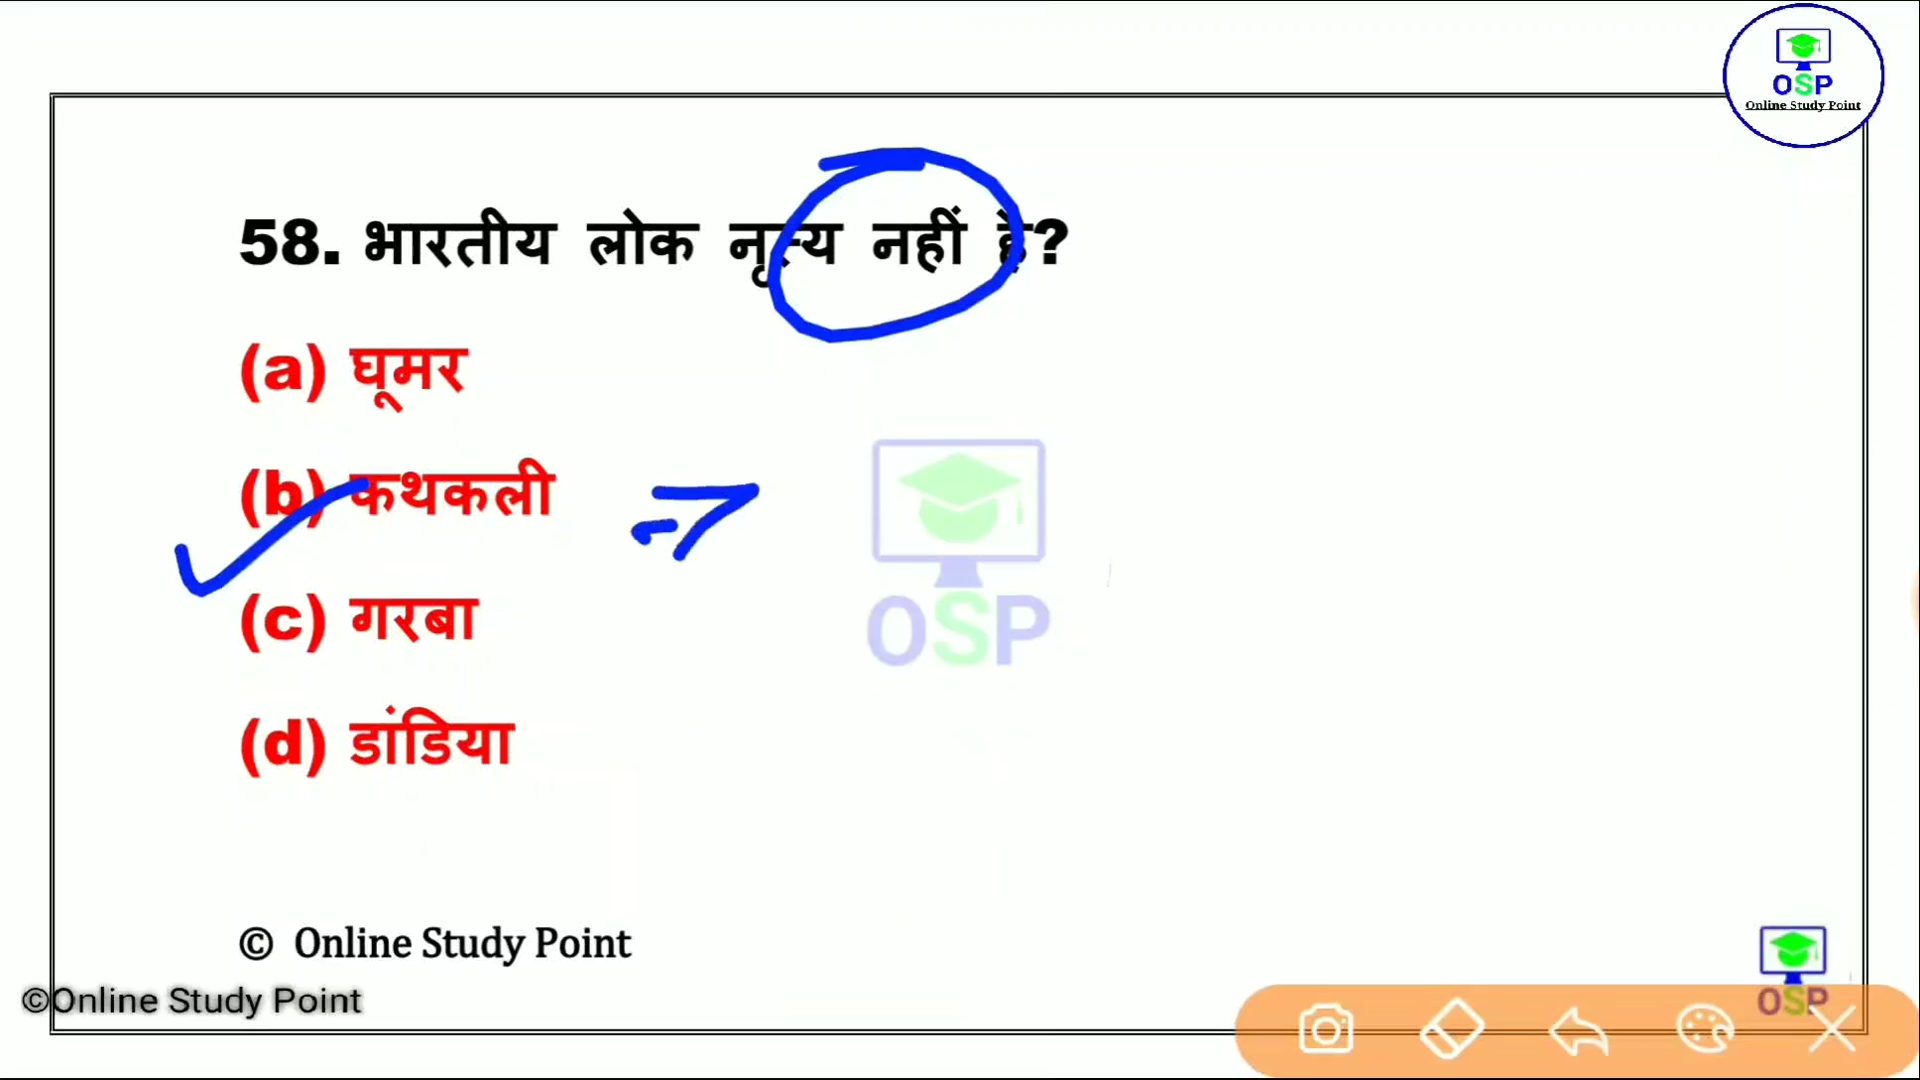 OSP
Online Study Point
58. भारतीय लोक नृत्य नहीं है?
(a) घूमर
(b) कथकली
(c) गरबा
(d) डांडिया
OSP
© Online Study Point
©Online Study Point
OSP